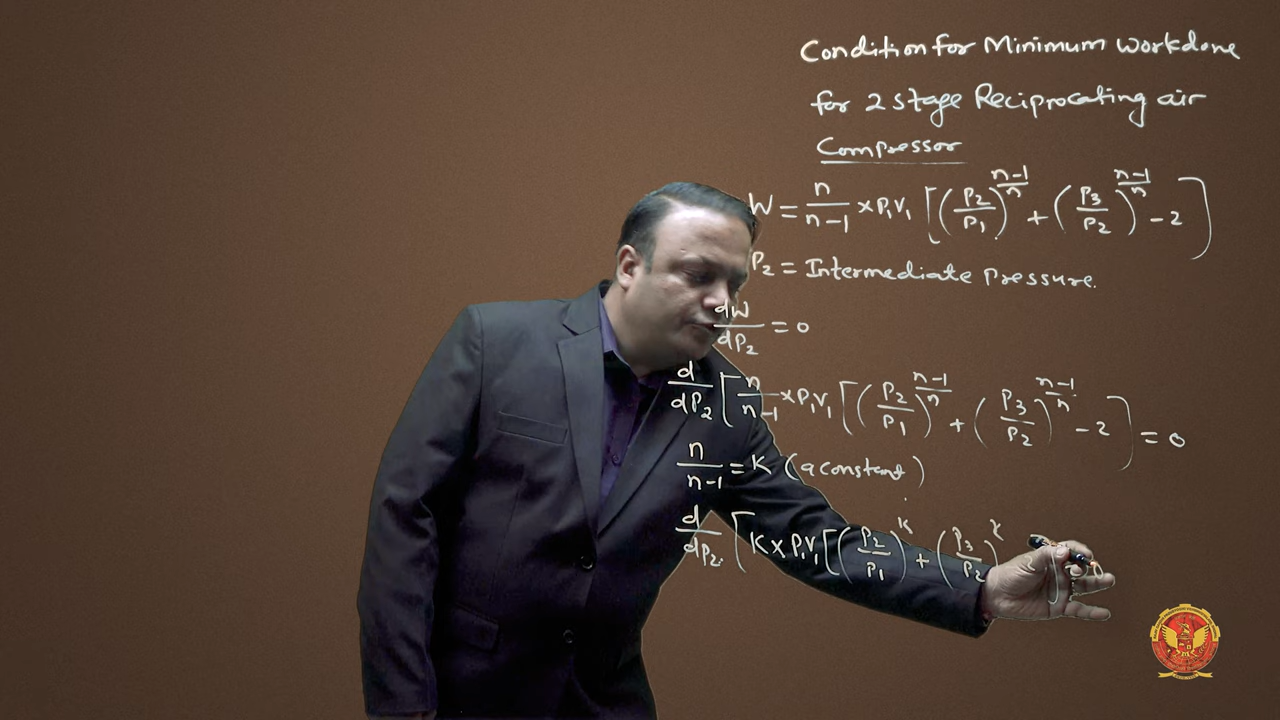 Condition for Minimum workdone
for 2 stage Reciprocating air
Compressor
W = n/n-1 × P₁V₁ [(P₂/P₁)^(n-1/n) + (P₃/P₂)^(n-1/n) - 2]
P₂ = Intermediate Pressure.
dW/dP₂ = 0
d/dP₂ [n/n-1 × P₁V₁ [(P₂/P₁)^(n-1/n) + (P₃/P₂)^(n-1/n) - 2] = 0
n/n-1 = K (a constant)
d/dP₂ [K × P₁V₁ [(P₂/P₁)^K + (P₃/P₂)^K